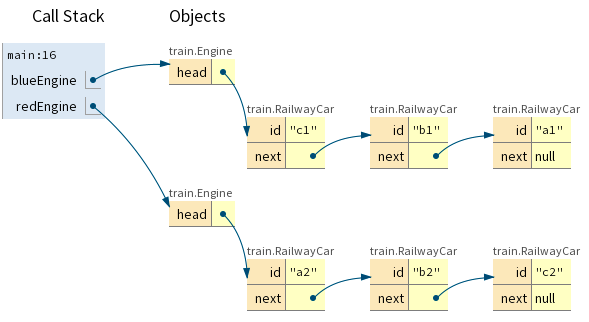 Call Stack Objects
main:16
blueEngine
redEngine
train.Engine
head
train.RailwayCar train.RailwayCar train.RailwayCar
id "c1" id "b1" id "a1"
next next next null
train.Engine
head
train.RailwayCar train.RailwayCar train.RailwayCar
id "a2" id "b2" id "c2"
next next next null